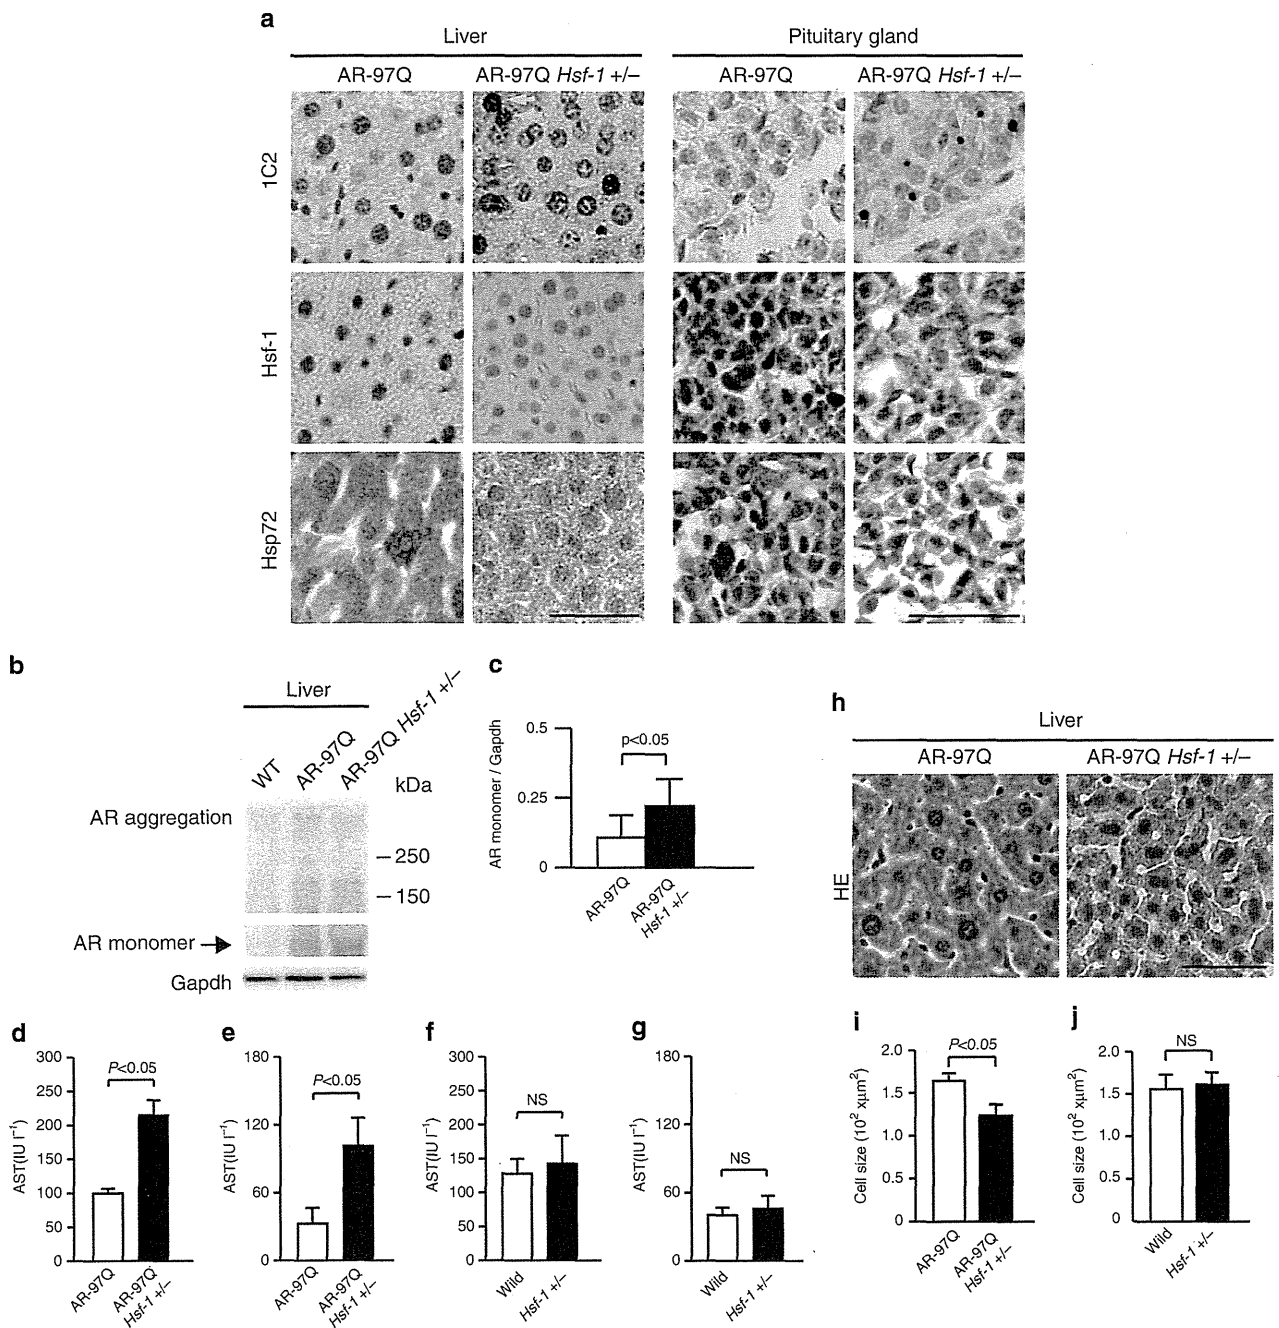 a
Liver
Pituitary gland
AR-97Q
AR-97Q Hsf-1 +/–
AR-97Q
AR-97Q Hsf-1 +/–
1C2
Hsf-1
Hsp72
b
Liver
WT
AR-97Q
AR-97Q Hsf-1 +/–
kDa
AR aggregation
250
150
AR monomer
Gapdh
c
AR monomer / Gapdh
0.5
0.25
0
p<0.05
AR-97Q
AR-97Q
Hsf-1 +/–
h
Liver
AR-97Q
AR-97Q Hsf-1 +/–
HE
d
AST(IU l⁻¹)
300
250
200
150
100
50
0
P<0.05
AR-97Q
AR-97Q
Hsf-1 +/–
e
AST(IU l⁻¹)
180
120
60
0
P<0.05
AR-97Q
AR-97Q
Hsf-1 +/–
f
AST(IU l⁻¹)
300
250
200
150
100
50
0
NS
Wild
Hsf-1 +/–
g
AST(IU l⁻¹)
180
120
60
0
NS
Wild
Hsf-1 +/–
i
Cell size (10² xµm²)
2.0
1.5
1.0
0.5
0
P<0.05
AR-97Q
AR-97Q
Hsf-1 +/–
j
Cell size (10² xµm²)
2.0
1.5
1.0
0.5
0
NS
Wild
Hsf-1 +/–